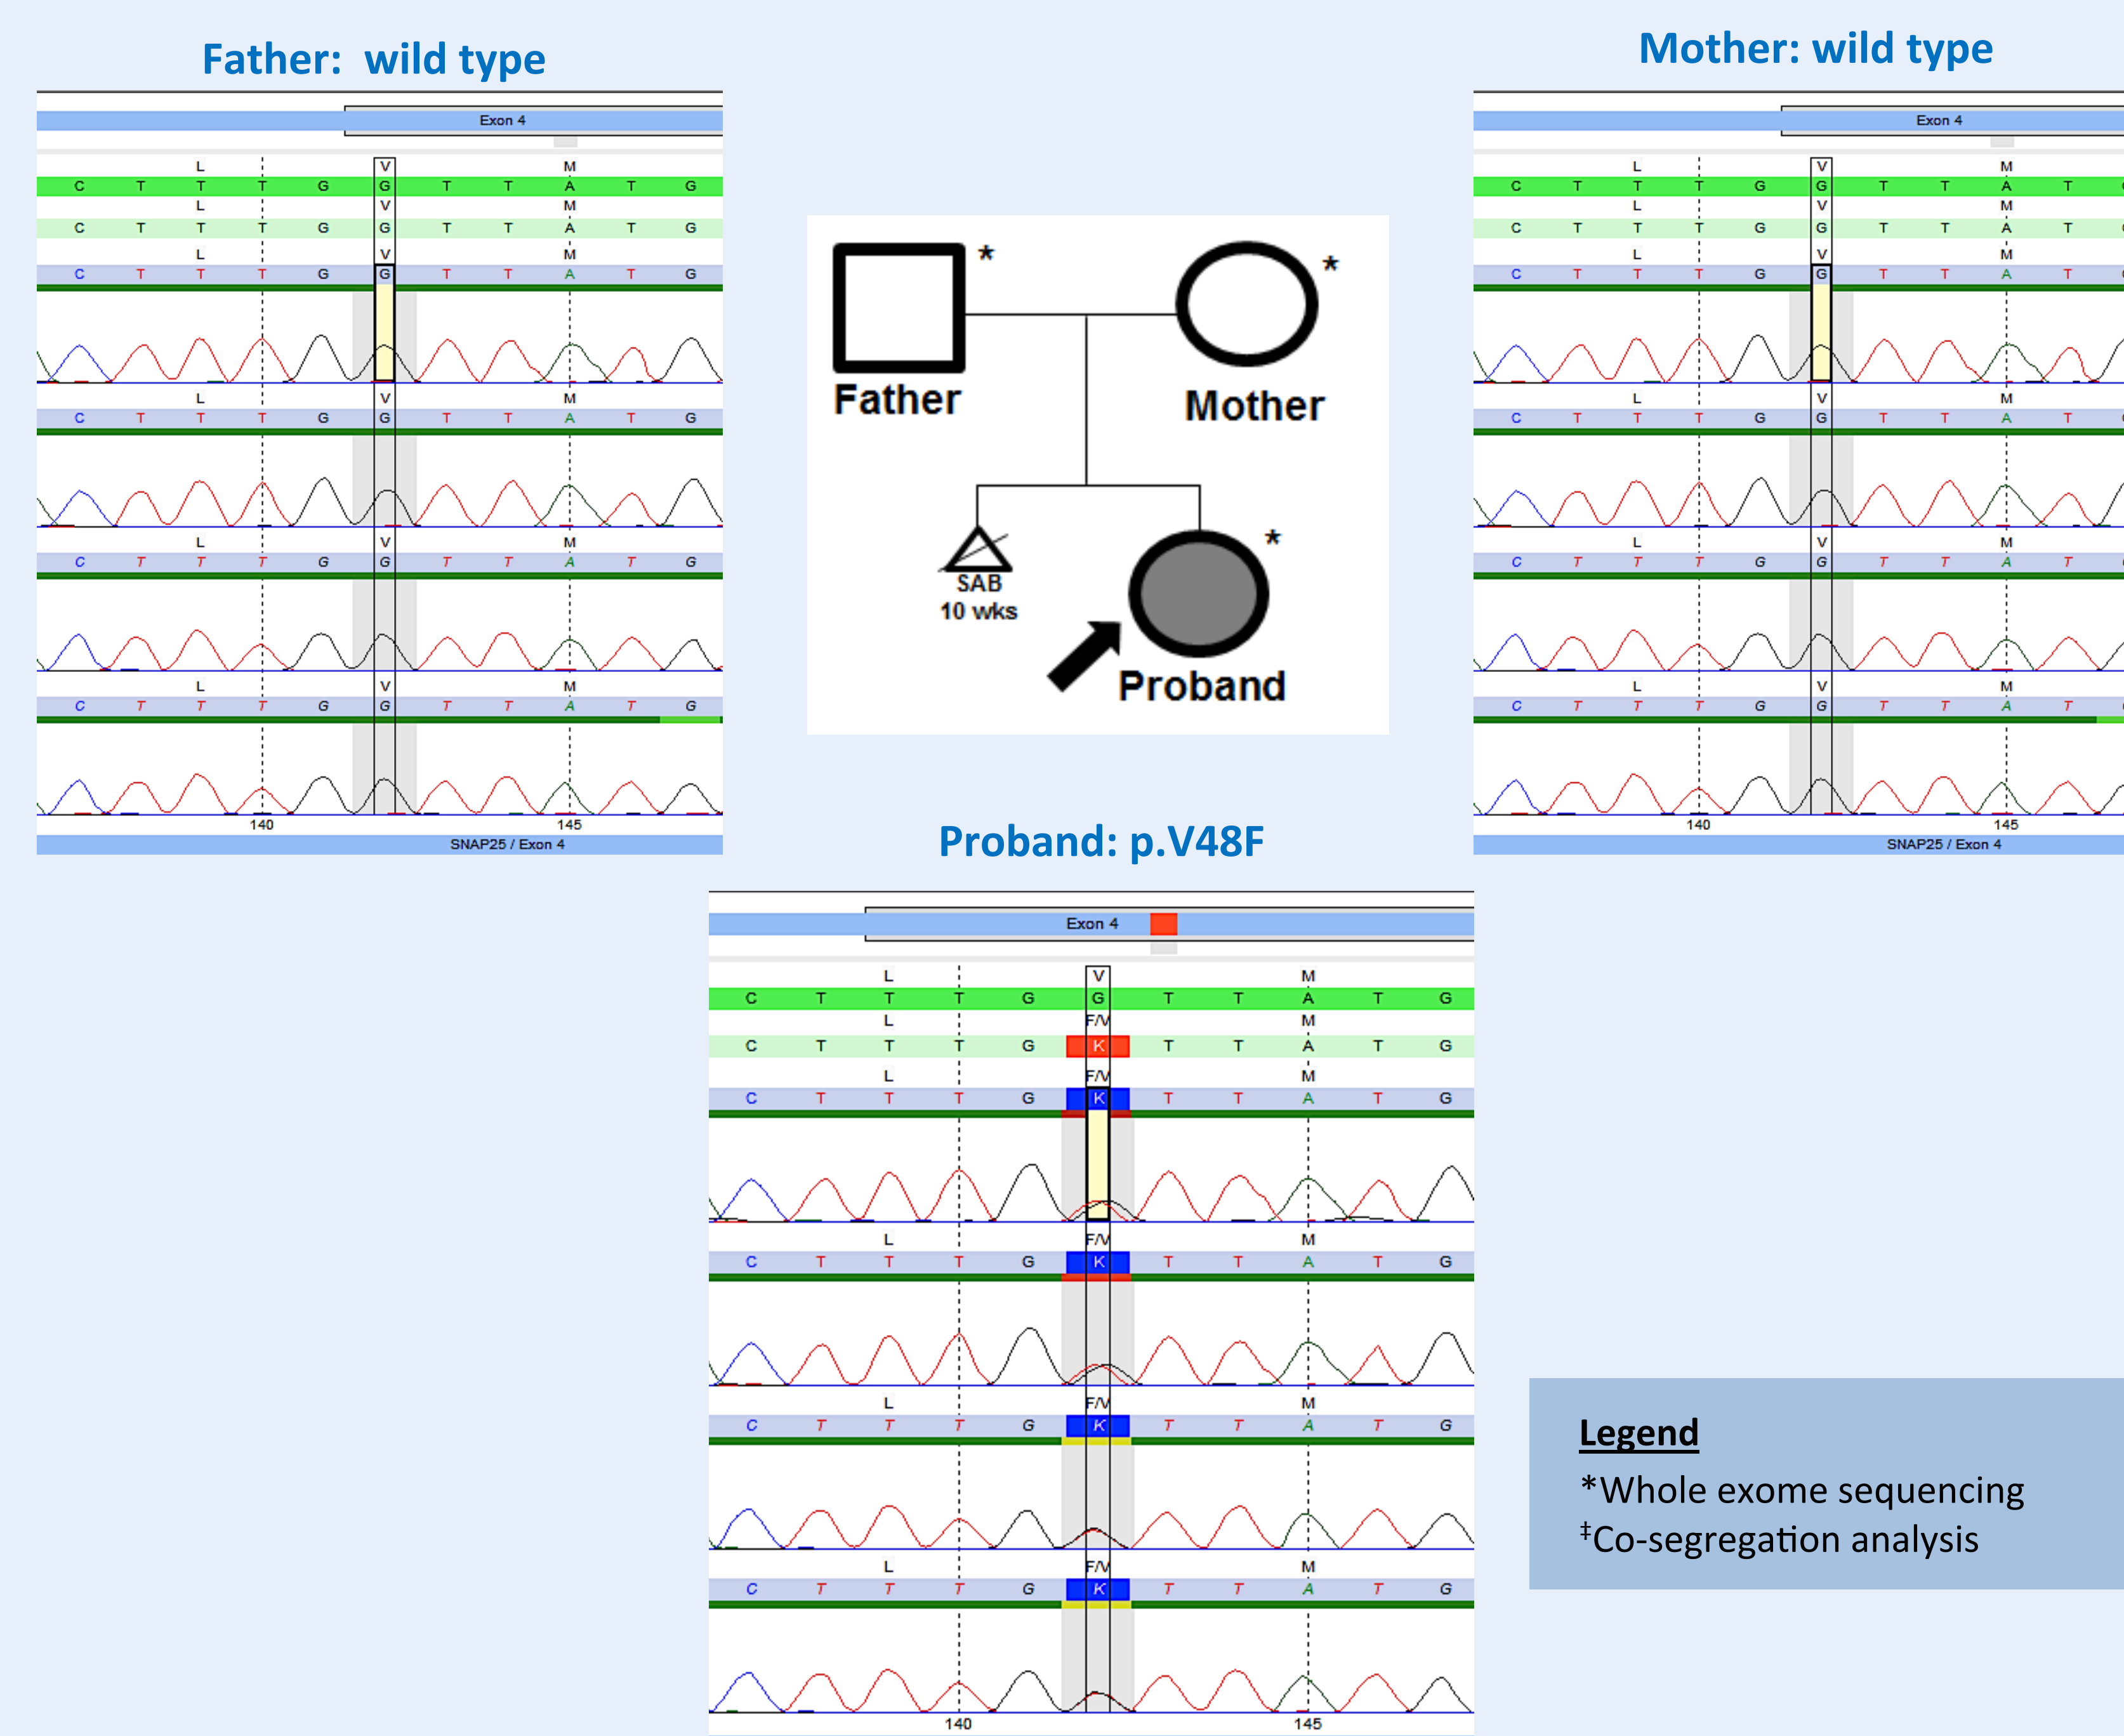 Father: wild type
Exon 4
L V M
C T T T G G T T A T G
L V M
C T T T G G T T A T G
L V M
C T T T G G T T A T G
L V M
C T T T G G T T A T G
L V M
C T T T G G T T A T G
L V M
C T T T G G T T A T G
140 145
SNAP25 / Exon 4
*
*
Father
Mother
*
SAB
10 wks
Proband
Mother: wild type
Exon 4
L V M
C T T T G G T T A T
L V M
C T T T G G T T A T
L V M
C T T T G G T T A T
L V M
C T T T G G T T A T
L V M
C T T T G G T T A T
L V M
C T T T G G T T A T
140 145
SNAP25 / Exon 4
Proband: p.V48F
Exon 4
L V M
C T T T G G T T A T G
L F/V M
C T T T G K T T A T G
L F/V M
C T T T G K T T A T G
L F/V M
C T T T G K T T A T G
L F/V M
C T T T G K T T A T G
L F/V M
C T T T G K T T A T G
140 145
Legend
*Whole exome sequencing
‡Co-segregation analysis